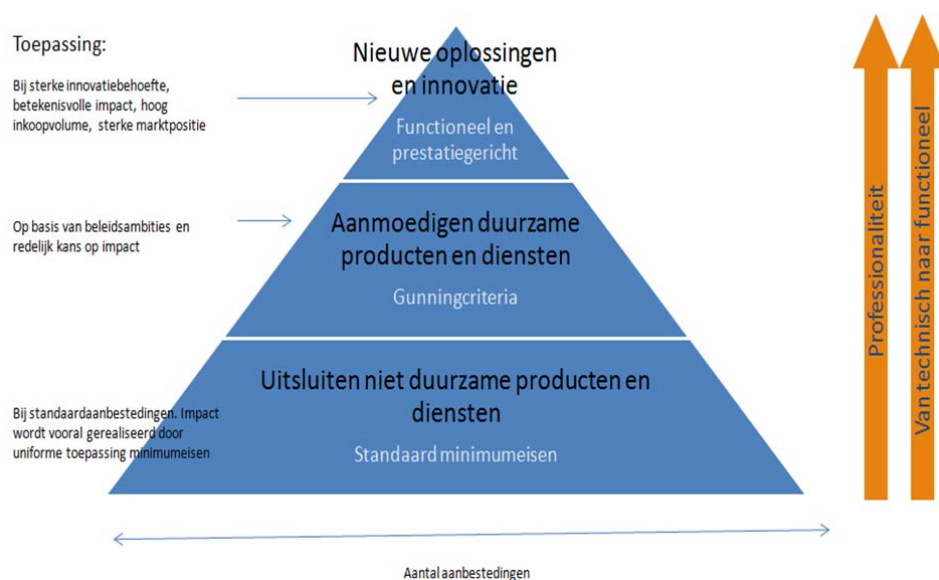 Toepassing:
Bij sterke innovatiebehoefte,
betekenisvolle impact, hoog
inkoopvolume, sterke marktpositie
Nieuwe oplossingen
en innovatie
Functioneel en
prestatiegericht
Op basis van beleidsambities en
redelijk kans op impact
Aanmoedigen duurzame
producten en diensten
Gunningcriteria
Bij standaardaanbestedingen. Impact
wordt vooral gerealiseerd door
uniforme toepassing minimumeisen
Uitsluiten niet duurzame producten en
diensten
Standaard minimumeisen
Professionaliteit
Van technisch naar functioneel
Aantal aanbestedingen